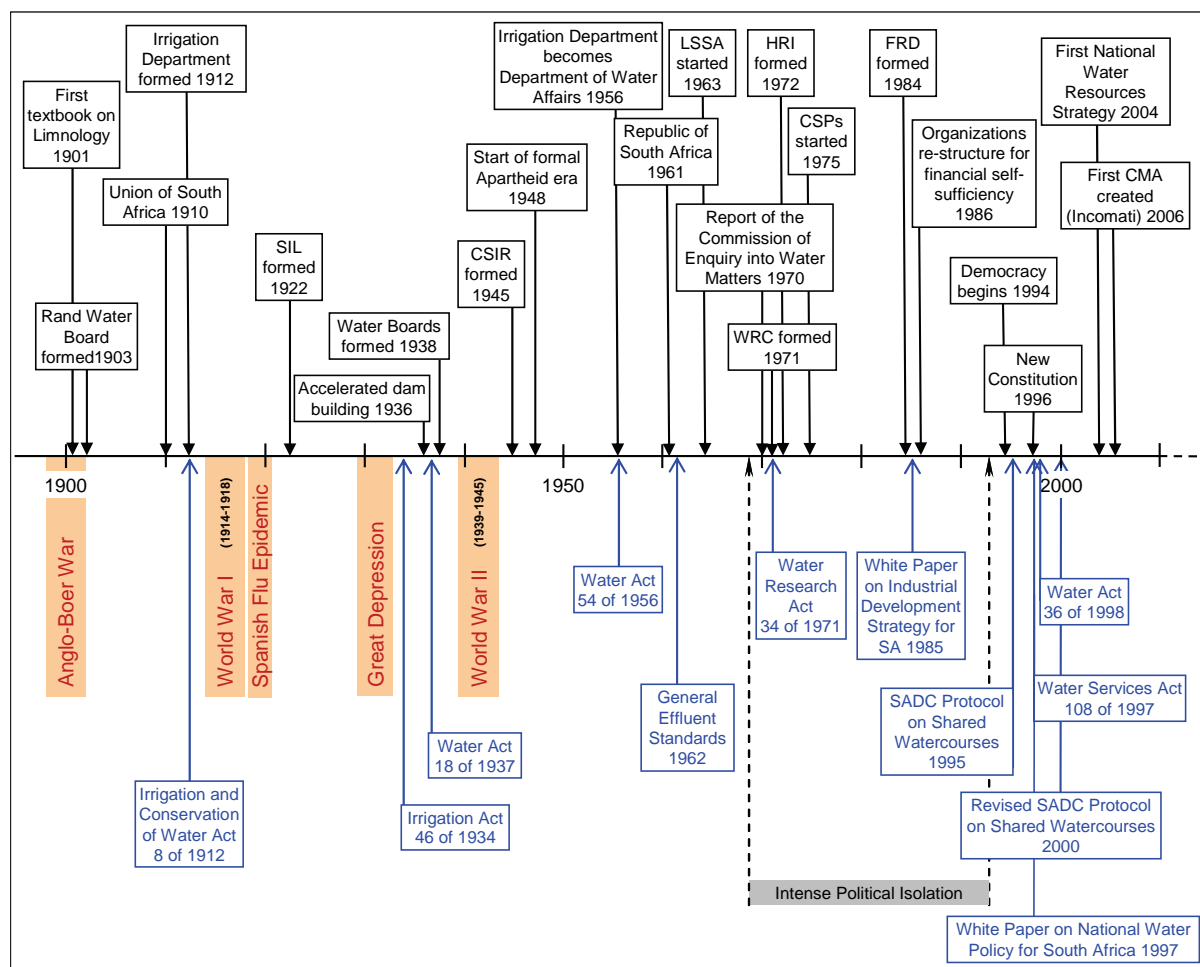 Irrigation
Department
formed 1912
First
textbook on
Limnology
1901
Union of South
Africa 1910
Rand Water
Board
formed1903
SIL
formed
1922
Accelerated dam
building 1936
Water Boards
formed 1938
CSIR
formed
1945
Start of formal
Apartheid era
1948
Irrigation Department
becomes
Department of Water
Affairs 1956
Republic of
South Africa
1961
LSSA
started
1963
Report of the
Commission of
Enquiry into Water
Matters 1970
WRC formed
1971
HRI
formed
1972
CSPs
started
1975
FRD
formed
1984
Organizations
re-structure for
financial self-
sufficiency
1986
Democracy
begins 1994
New
Constitution
1996
First National
Water
Resources
Strategy 2004
First CMA
created
(Incomati) 2006
1900
1950
2000
Anglo-Boer War
World War I (1914-1918)
Spanish Flu Epidemic
Great Depression
World War II (1939-1945)
Irrigation and
Conservation
of Water Act
8 of 1912
Irrigation Act
46 of 1934
Water Act
18 of 1937
Water Act
54 of 1956
General
Effluent
Standards
1962
Water
Research
Act
34 of 1971
White Paper
on Industrial
Development
Strategy for
SA 1985
SADC Protocol
on Shared
Watercourses
1995
Water Act
36 of 1998
Water Services Act
108 of 1997
Revised SADC Protocol
on Shared Watercourses
2000
Intense Political Isolation
White Paper on National Water
Policy for South Africa 1997